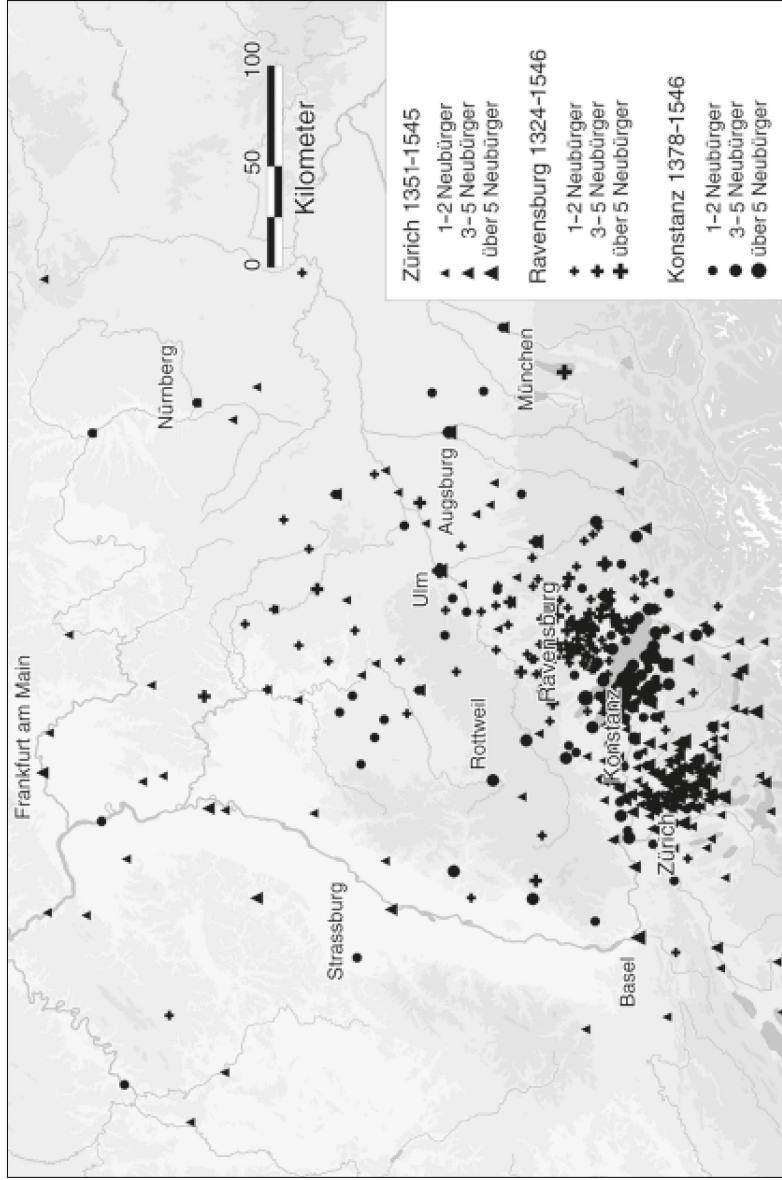 Frankfurt am Main
Nürnberg
0 50 100
Kilometer
Strassburg
Rottweil
Ulm
Augsburg
München
Ravensburg
Konstanz
Basel
Zürich
Zürich 1351–1545
1–2 Neubürger
3–5 Neubürger
über 5 Neubürger
Ravensburg 1324–1546
1–2 Neubürger
3–5 Neubürger
über 5 Neubürger
Konstanz 1378–1546
1–2 Neubürger
3–5 Neubürger
über 5 Neubürger